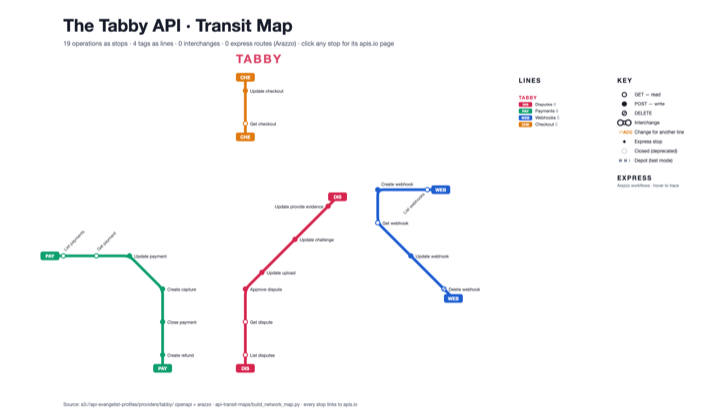 The Tabby API · Transit Map
19 operations as stops · 4 tags as lines · 0 interchanges · 0 express routes (Arazzo) · click any stop for its apis.io page
TABBY
CHE
Update checkout
Get checkout
CHE
LINES
TABBY
DIS Disputes
PAY Payments
WEB Webhooks
CHE Checkout
KEY
GET — read
POST — write
DELETE
Interchange
Change for another line
Express stop
Closed (deprecated)
Depot (test mode)
EXPRESS
Arazzo workflows · hover to trace
PAY
List payments
Get payment
Update payment
Create capture
Close payment
Create refund
PAY
DIS
Update provide evidence
Update challenge
Update upload
Approve dispute
Get dispute
List disputes
DIS
Create webhook
WEB
List webhooks
Get webhook
Update webhook
Delete webhook
WEB
Source: s3://api-evangelist-profiles/providers/tabby/ openapi + arazzo · api-transit-maps/build_network_map.py · every stop links to apis.io